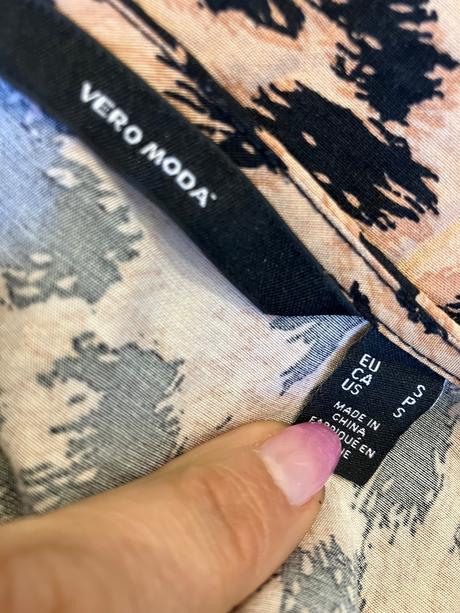 VERO MODA
EU S
CA P
US S
MADE IN
CHINA
FABRIQUÉ EN